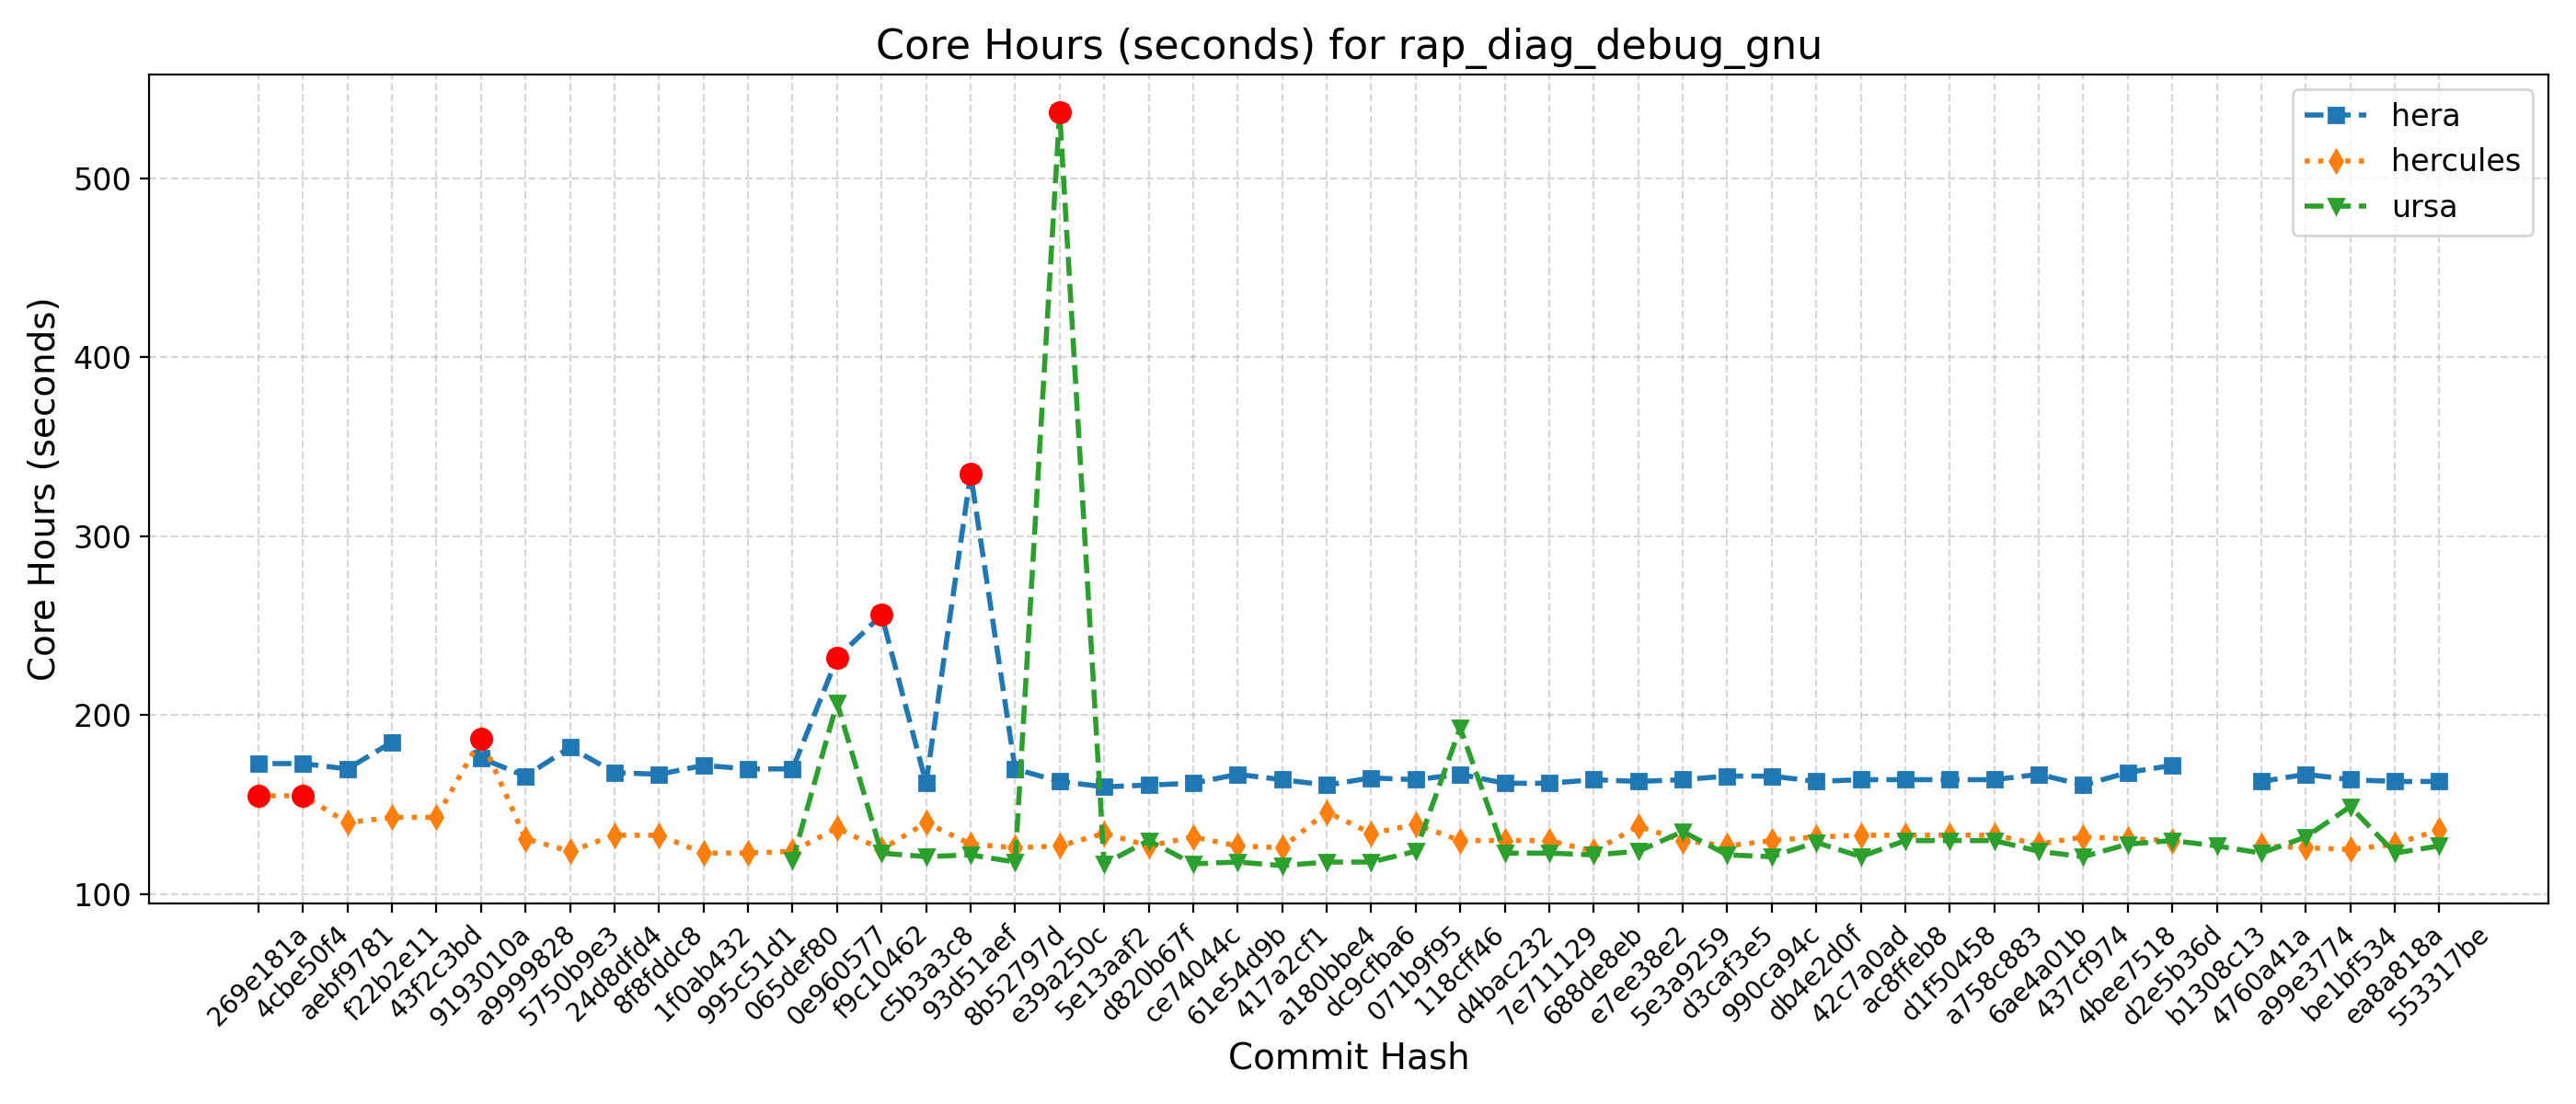 Core Hours (seconds) for rap_diag_debug_gnu
hera
hercules
ursa
Core Hours (seconds)
500
400
300
200
100
269e181a
4cbe50f4
aebf9781
f22b2e11
43f2c3bd
9193010a
a9999828
5750b9e3
24d8dfd4
8f8fddc8
1f0ab432
995c51d1
065def80
0e960577
f9c10462
c5b3a3c8
93d51aef
8b52797d
e39a250c
5e13aaf2
d820b67f
ce74044c
61e54d9b
417a2cf1
a180bbe4
dc9cfba6
071b9f95
118cff46
d4bac232
7e711129
688de8eb
e7ee38e2
5e3a9259
d3caf3e5
990ca94c
db4e2d0f
42c7a0ad
ac8ffeb8
d1f50458
a758c883
6ae4a01b
437cf974
4bee7518
d2e5b36d
b1308c13
4760a41a
a99e3774
be1bf534
ea8a818a
553317be
Commit Hash